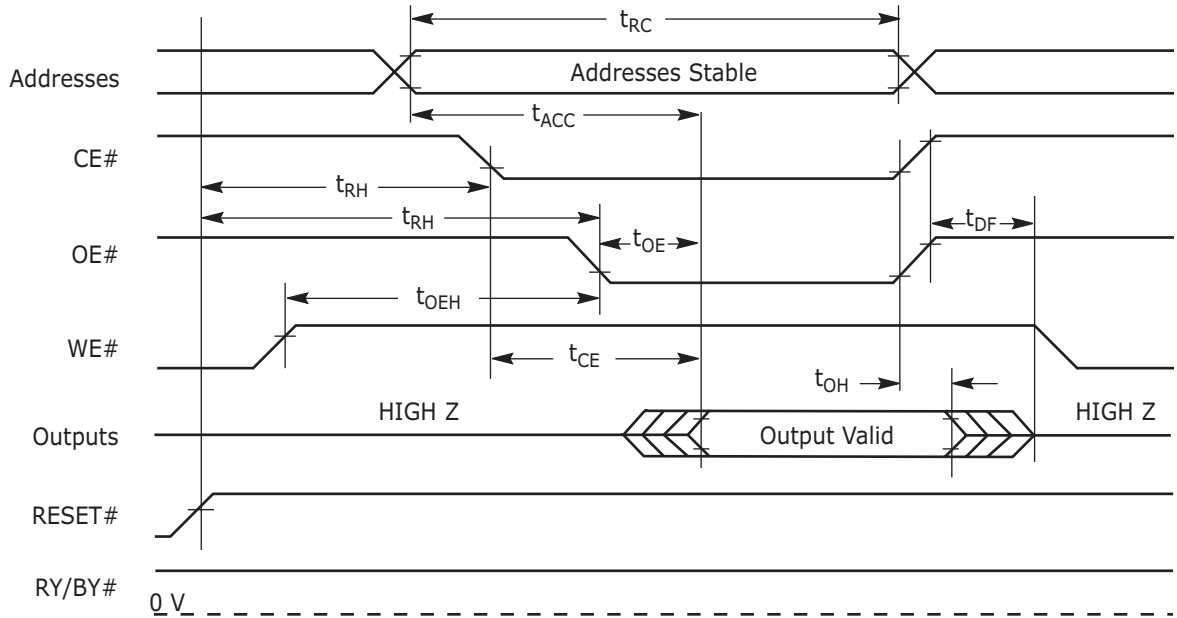 tRC
Addresses
Addresses Stable
tACC
CE#
tRH
tRH
tDF
OE#
tOE
tOEH
WE#
tCE
tOH
HIGH Z
HIGH Z
Outputs
Output Valid
RESET#
RY/BY#
0 V